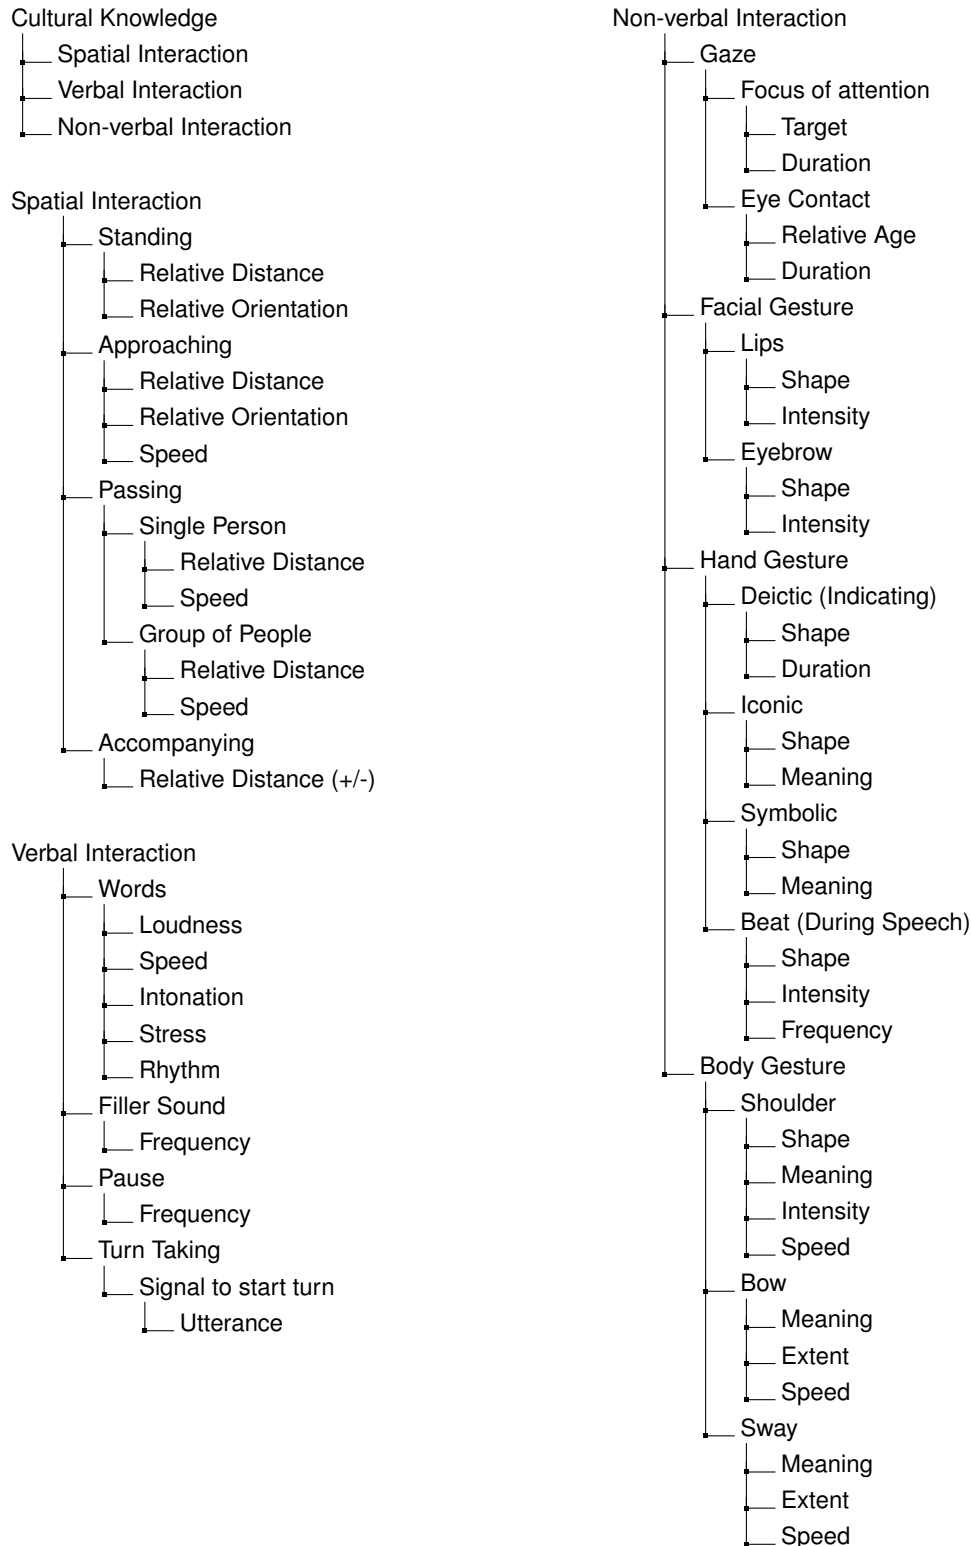 Cultural Knowledge
Spatial Interaction
Verbal Interaction
Non-verbal Interaction
Spatial Interaction
Standing
Relative Distance
Relative Orientation
Approaching
Relative Distance
Relative Orientation
Speed
Passing
Single Person
Relative Distance
Speed
Group of People
Relative Distance
Speed
Accompanying
Relative Distance (+/-)
Verbal Interaction
Words
Loudness
Speed
Intonation
Stress
Rhythm
Filler Sound
Frequency
Pause
Frequency
Turn Taking
Signal to start turn
Utterance
Non-verbal Interaction
Gaze
Focus of attention
Target
Duration
Eye Contact
Relative Age
Duration
Facial Gesture
Lips
Shape
Intensity
Eyebrow
Shape
Intensity
Hand Gesture
Deictic (Indicating)
Shape
Duration
Iconic
Shape
Meaning
Symbolic
Shape
Meaning
Beat (During Speech)
Shape
Intensity
Frequency
Body Gesture
Shoulder
Shape
Meaning
Intensity
Speed
Bow
Meaning
Extent
Speed
Sway
Meaning
Extent
Speed